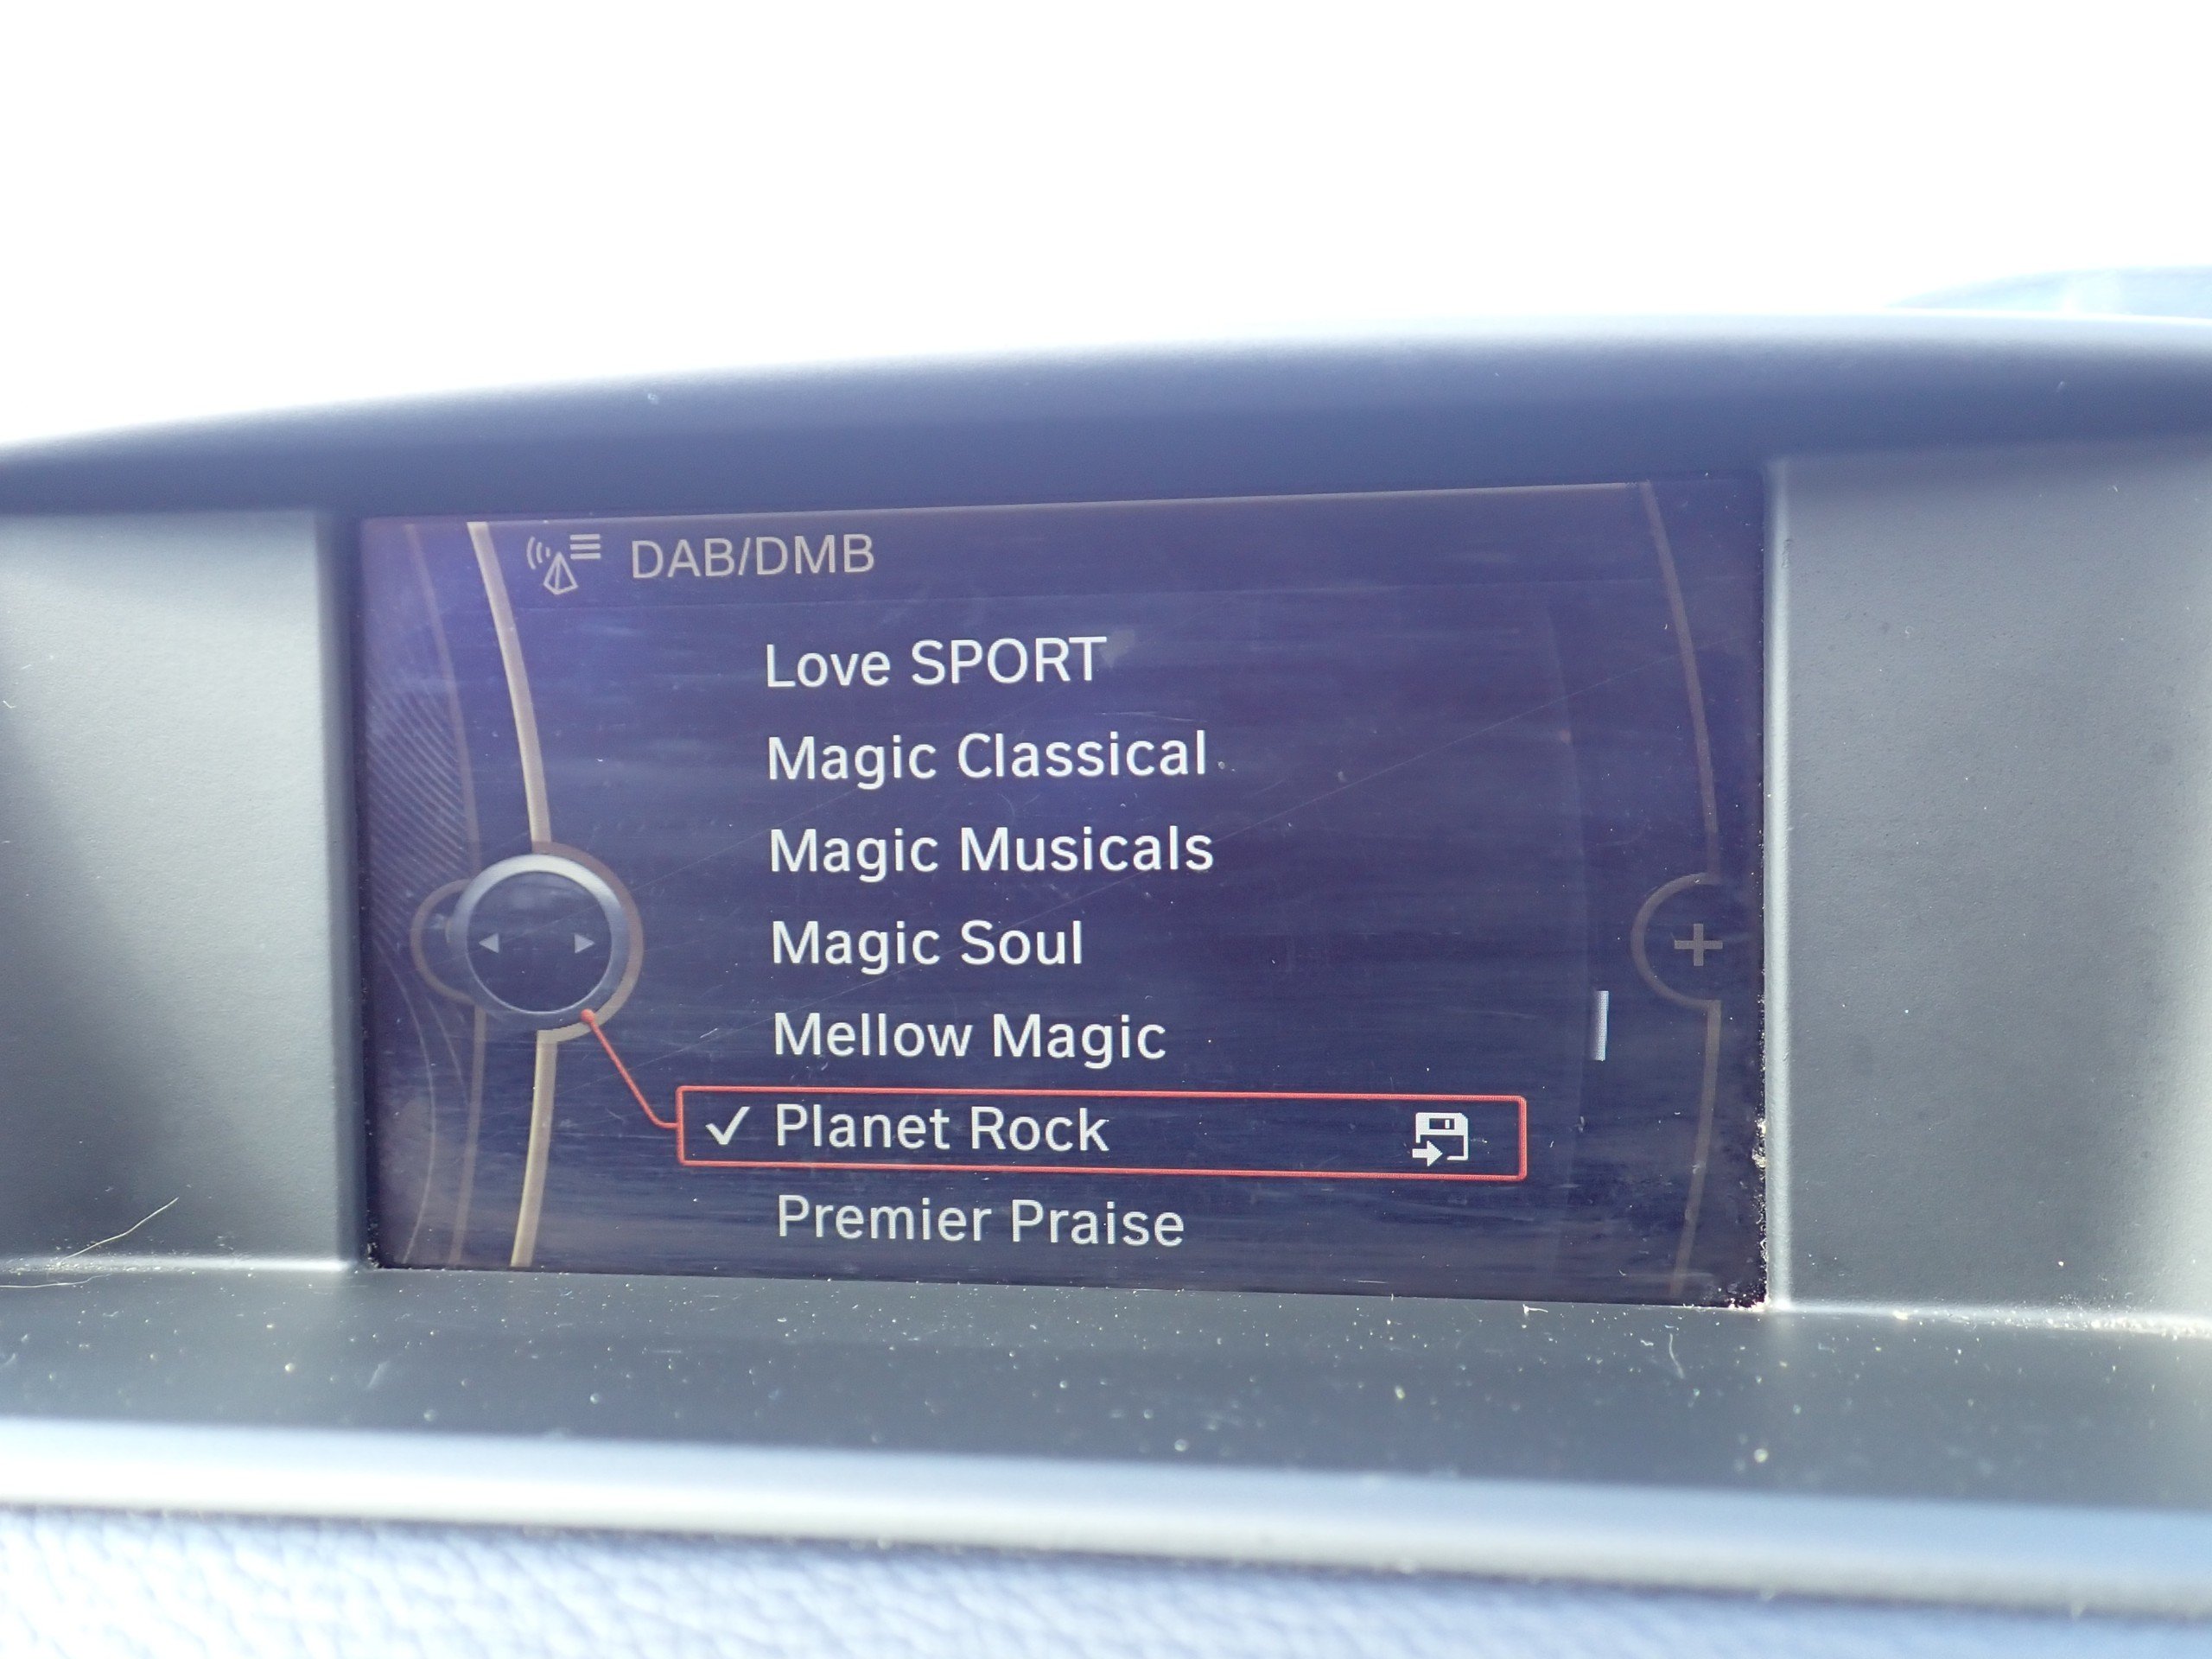 DAB/DMB
Love SPORT
Magic Classical
Magic Musicals
Magic Soul
Mellow Magic
Planet Rock
Premier Praise